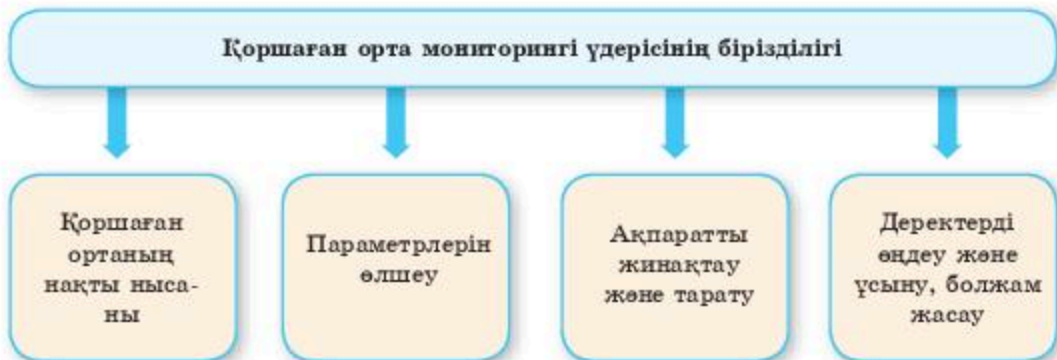 Қоршаған орта мониторингі үдерісінің бірізділігі
Қоршаған
ортаның
нақты ныса-
ны
Параметрлерін
өлшеу
Ақпаратты
жинақтау
және тарату
Деректерді
өңдеу және
ұсыну, болжам
жасау